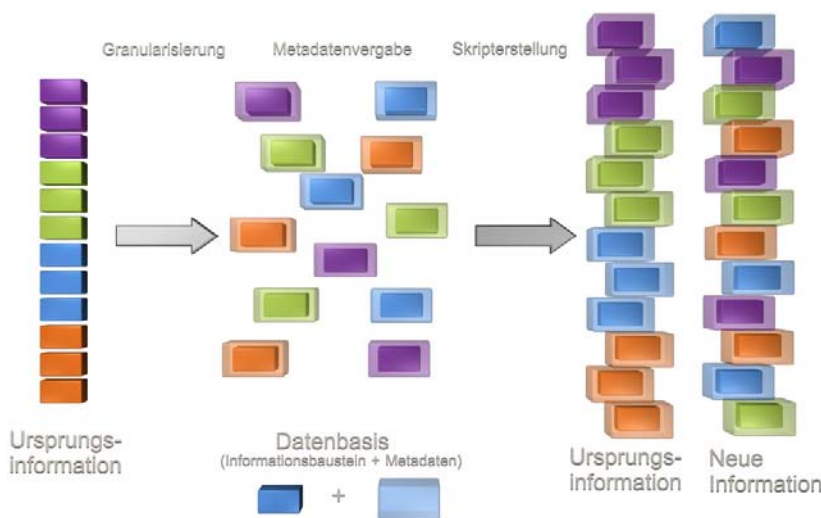 Granularisierung
Metadatenvergabe
Skripterstellung
Ursprungs-
information
Datenbasis
(Informationsbaustein + Metadaten)
+
Ursprungs-
information
Neue
Information